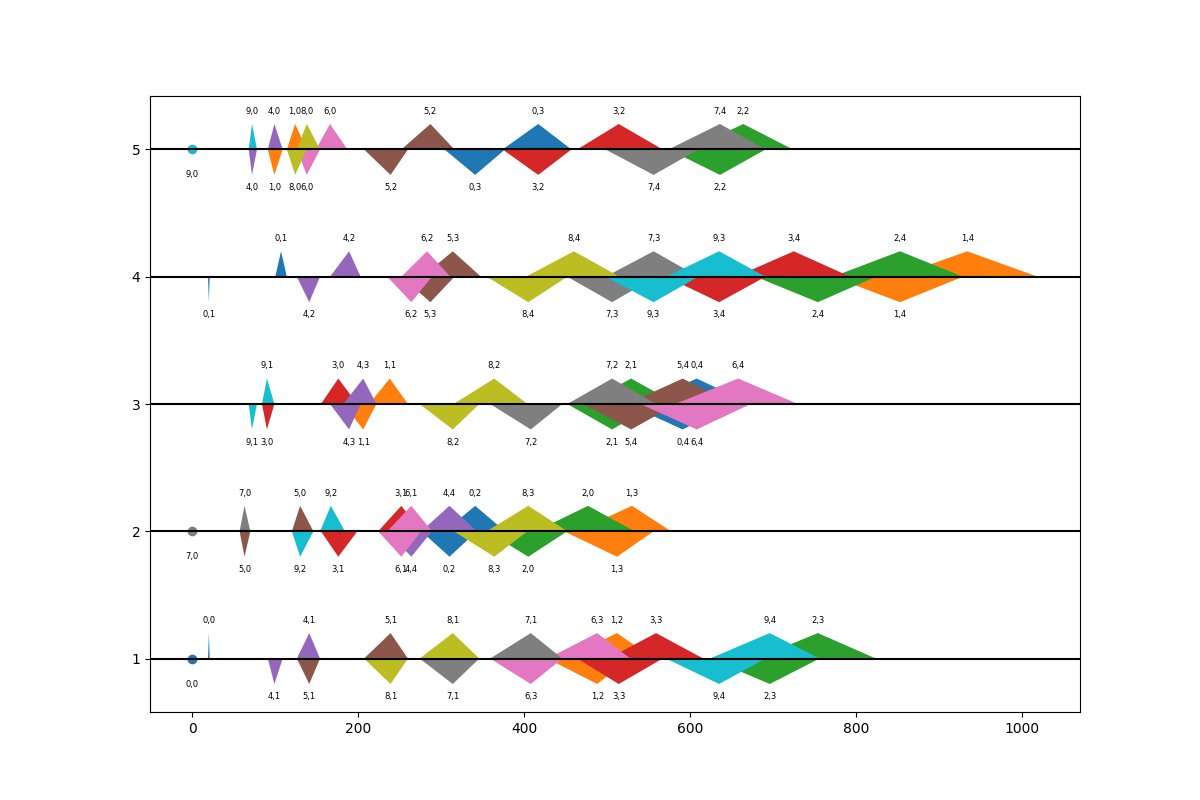 9,0 4,0 1,0 8,0 6,0 5,2 0,3 3,2 7,4 2,2
5
9,0 4,0 1,0 8,0 6,0 5,2 0,3 3,2 7,4 2,2
0,1 4,2 6,2 5,3 8,4 7,3 9,3 3,4 2,4 1,4
4
0,1 4,2 6,2 5,3 8,4 7,3 9,3 3,4 2,4 1,4
9,1 3,0 4,3 1,1 8,2 7,2 2,1 5,4 0,4 6,4
3
9,1 3,0 4,3 1,1 8,2 7,2 2,1 5,4 0,4 6,4
7,0 5,0 9,2 3,1 6,1 4,4 0,2 8,3 2,0 1,3
2
7,0 5,0 9,2 3,1 6,1 4,4 0,2 8,3 2,0 1,3
0,0 4,1 5,1 8,1 7,1 6,3 1,2 3,3 9,4 2,3
1
0,0 4,1 5,1 8,1 7,1 6,3 1,2 3,3 9,4 2,3
0 200 400 600 800 1000